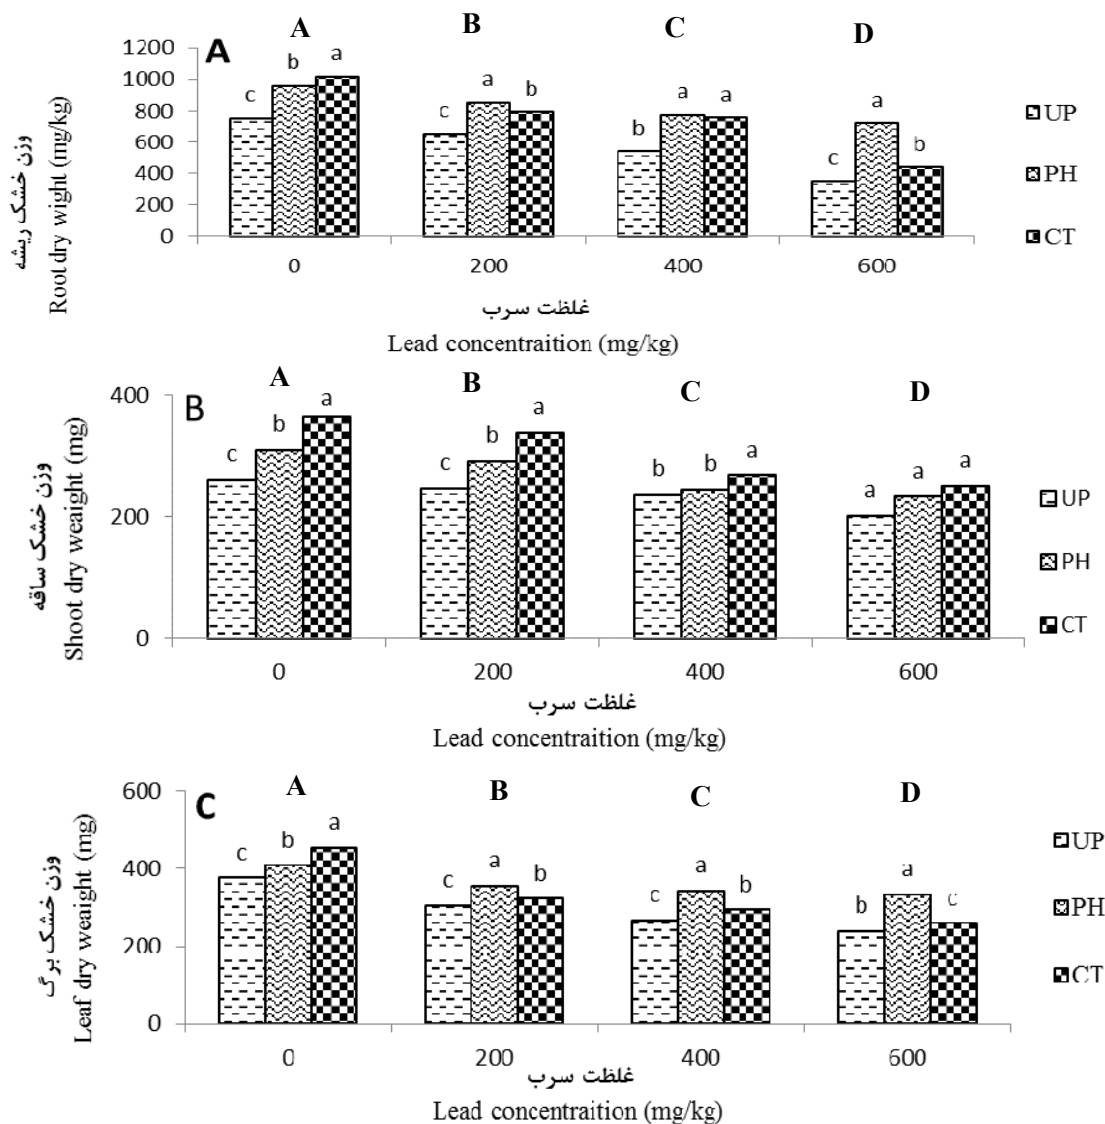 A B C D
A
c b a c a b b a a c a b
1200
1000
800
600
400
200
0
0 200 400 600
وزن خشک ریشه
Root dry wight (mg/kg)
غلظت سرب
Lead concentraition (mg/kg)
UP
PH
CT
A B C D
B
c b a c b a b b a a a a
400
200
0
0 200 400 600
وزن خشک ساقه
Shoot dry weaight (mg)
غلظت سرب
Lead concentraition (mg/kg)
UP
PH
CT
A B C D
C
c b a c a b c a b b a c
600
400
200
0
0 200 400 600
وزن خشک برگ
Leaf dry weaight (mg)
غلظت سرب
Lead concentraition (mg/kg)
UP
PH
CT